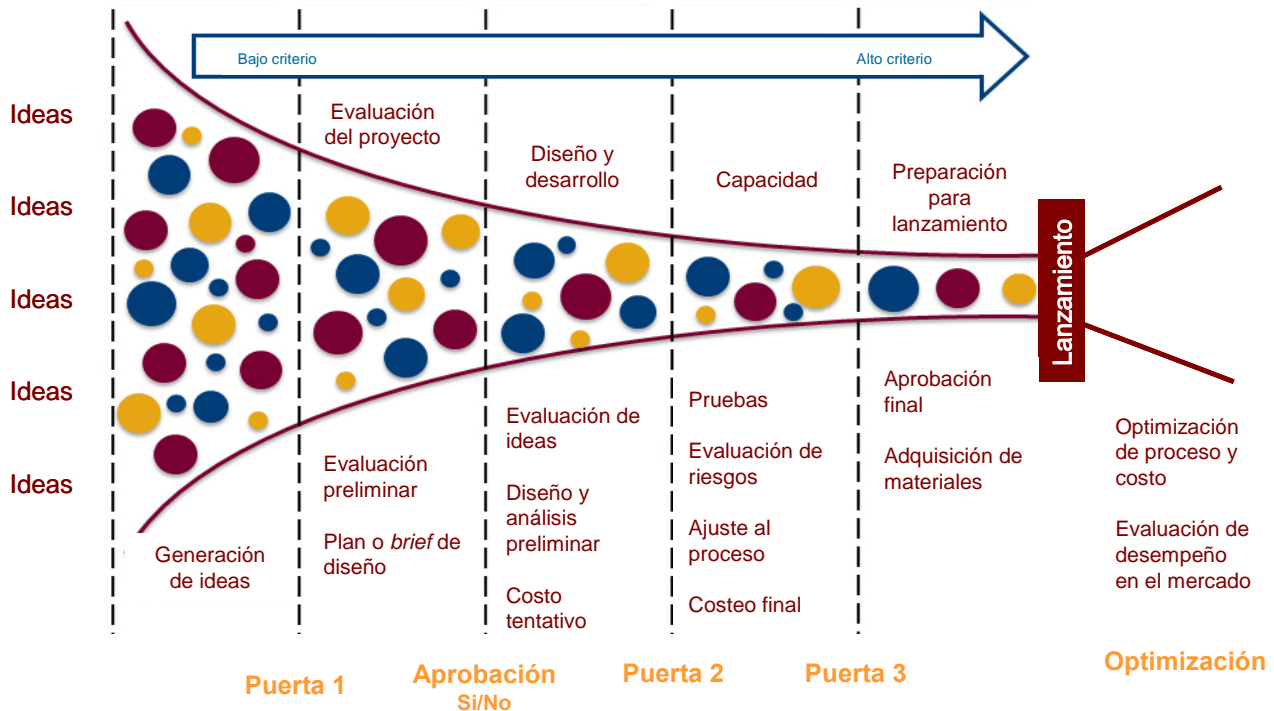 Bajo criterio
Alto criterio
Ideas
Ideas
Ideas
Ideas
Ideas
Generación
de ideas
Evaluación
del proyecto
Evaluación
preliminar
Plan o brief de
diseño
Diseño y
desarrollo
Evaluación de
ideas
Diseño y
análisis
preliminar
Costo
tentativo
Capacidad
Pruebas
Evaluación de
riesgos
Ajuste al
proceso
Costeo final
Preparación
para
lanzamiento
Aprobación
final
Adquisición de
materiales
Lanzamiento
Optimización
de proceso y
costo
Evaluación de
desempeño
en el mercado
Puerta 1
Aprobación
Si/No
Puerta 2
Puerta 3
Optimización